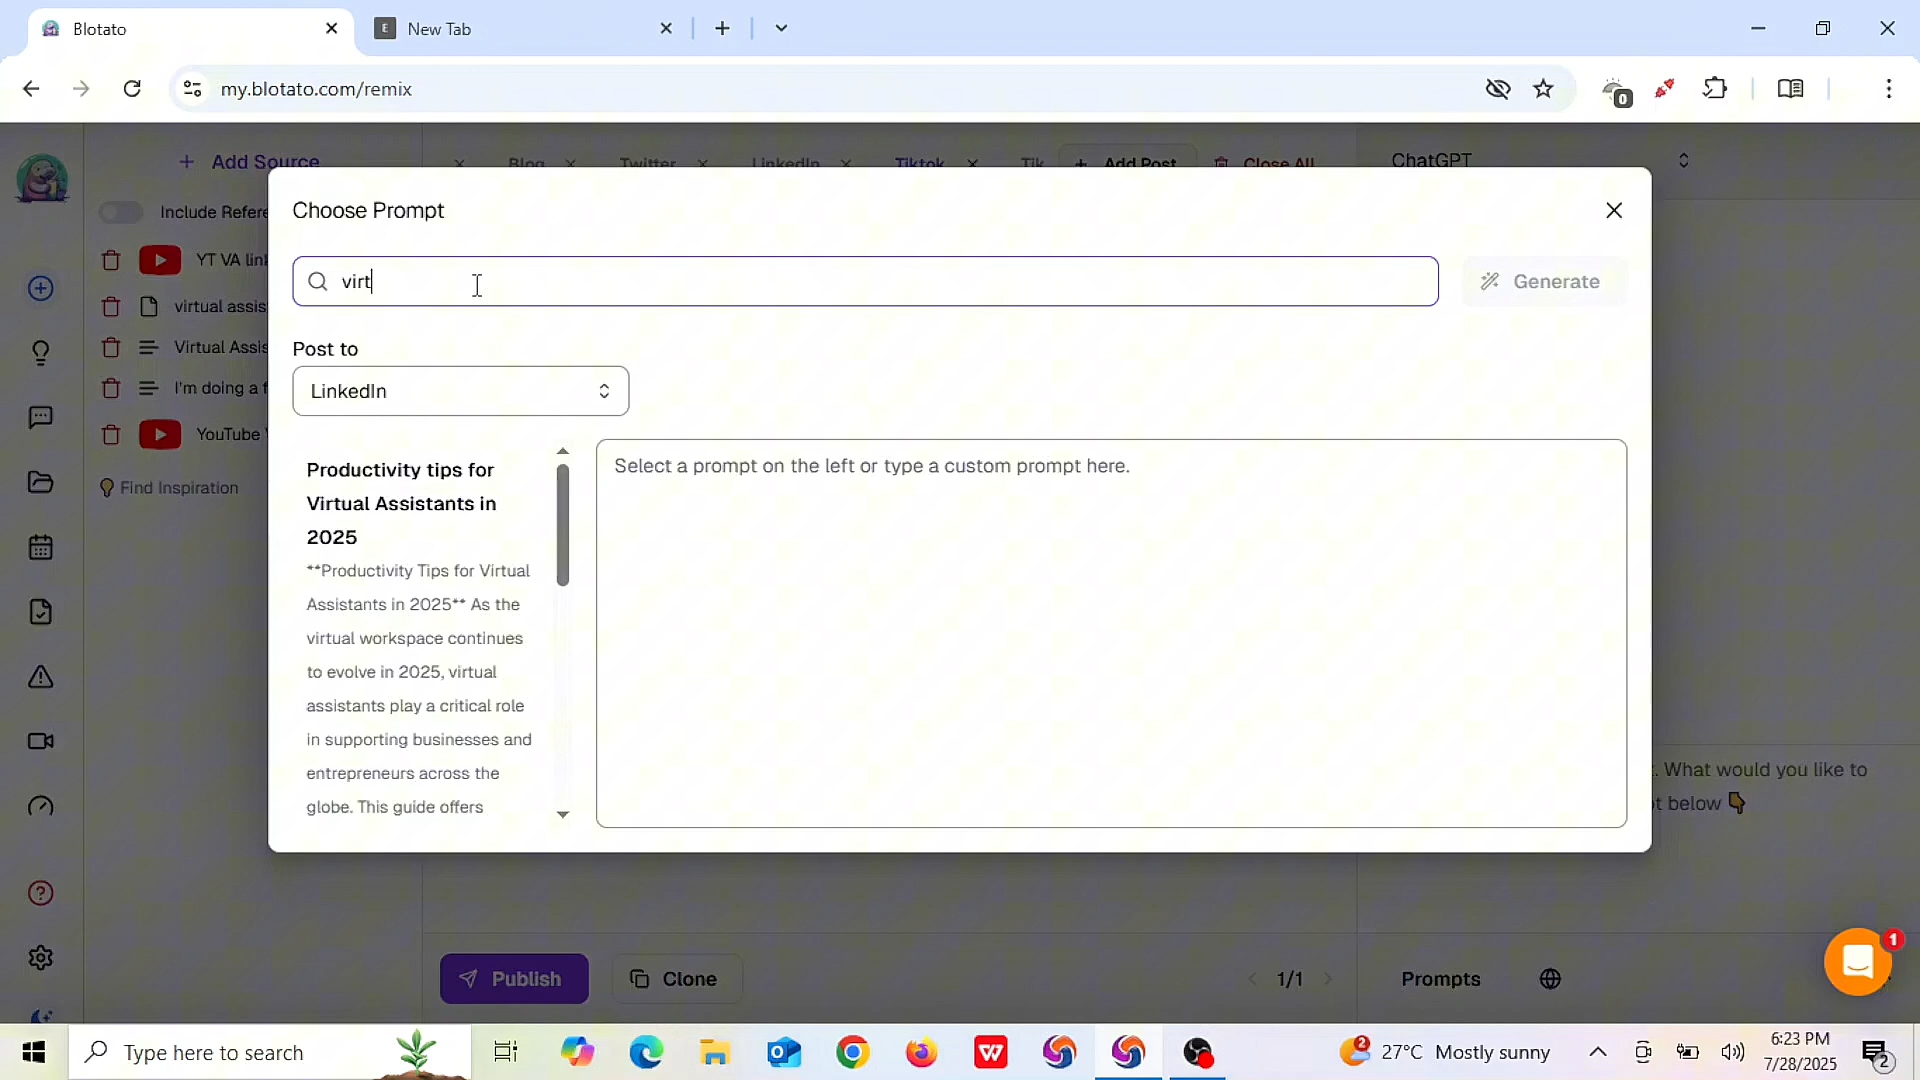 Blotato
New Tab
my.blotato.com/remix
0
Add Source
Blog
Twitter
LinkedIn
Tiktok
Tik
Add Post
Close All
ChatGPT
Include Refere
YT VA lin
virtual assis
Virtual Assis
I'm doing a f
YouTube
Find Inspiration
Choose Prompt
virt
Generate
Post to
LinkedIn
Productivity tips for
Virtual Assistants in
2025
**Productivity Tips for Virtual
Assistants in 2025** As the
virtual workspace continues
to evolve in 2025, virtual
assistants play a critical role
in supporting businesses and
entrepreneurs across the
globe. This guide offers
Select a prompt on the left or type a custom prompt here.
. What would you like to
t below
Publish
Clone
1/1
Prompts
1
Type here to search
2
27°C Mostly sunny
6:23 PM
7/28/2025
2